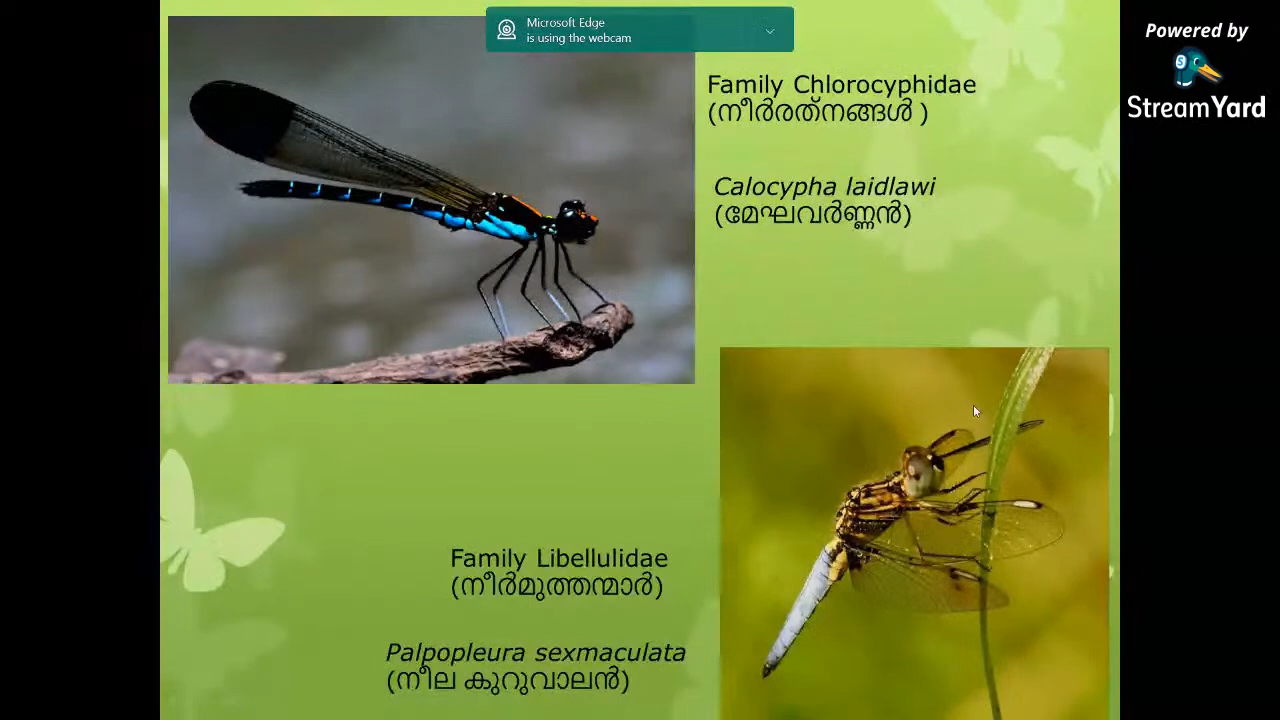 Microsoft Edge
is using the webcam
Powered by
StreamYard
Family Chlorocyphidae
(നീർരത്നങ്ങൾ )
Calocypha laidlawi
(മേഘവർണ്ണൻ)
Family Libellulidae
(നീർമുത്തന്മാർ)
Palpopleura sexmaculata
(നീല കുറുവാലൻ)